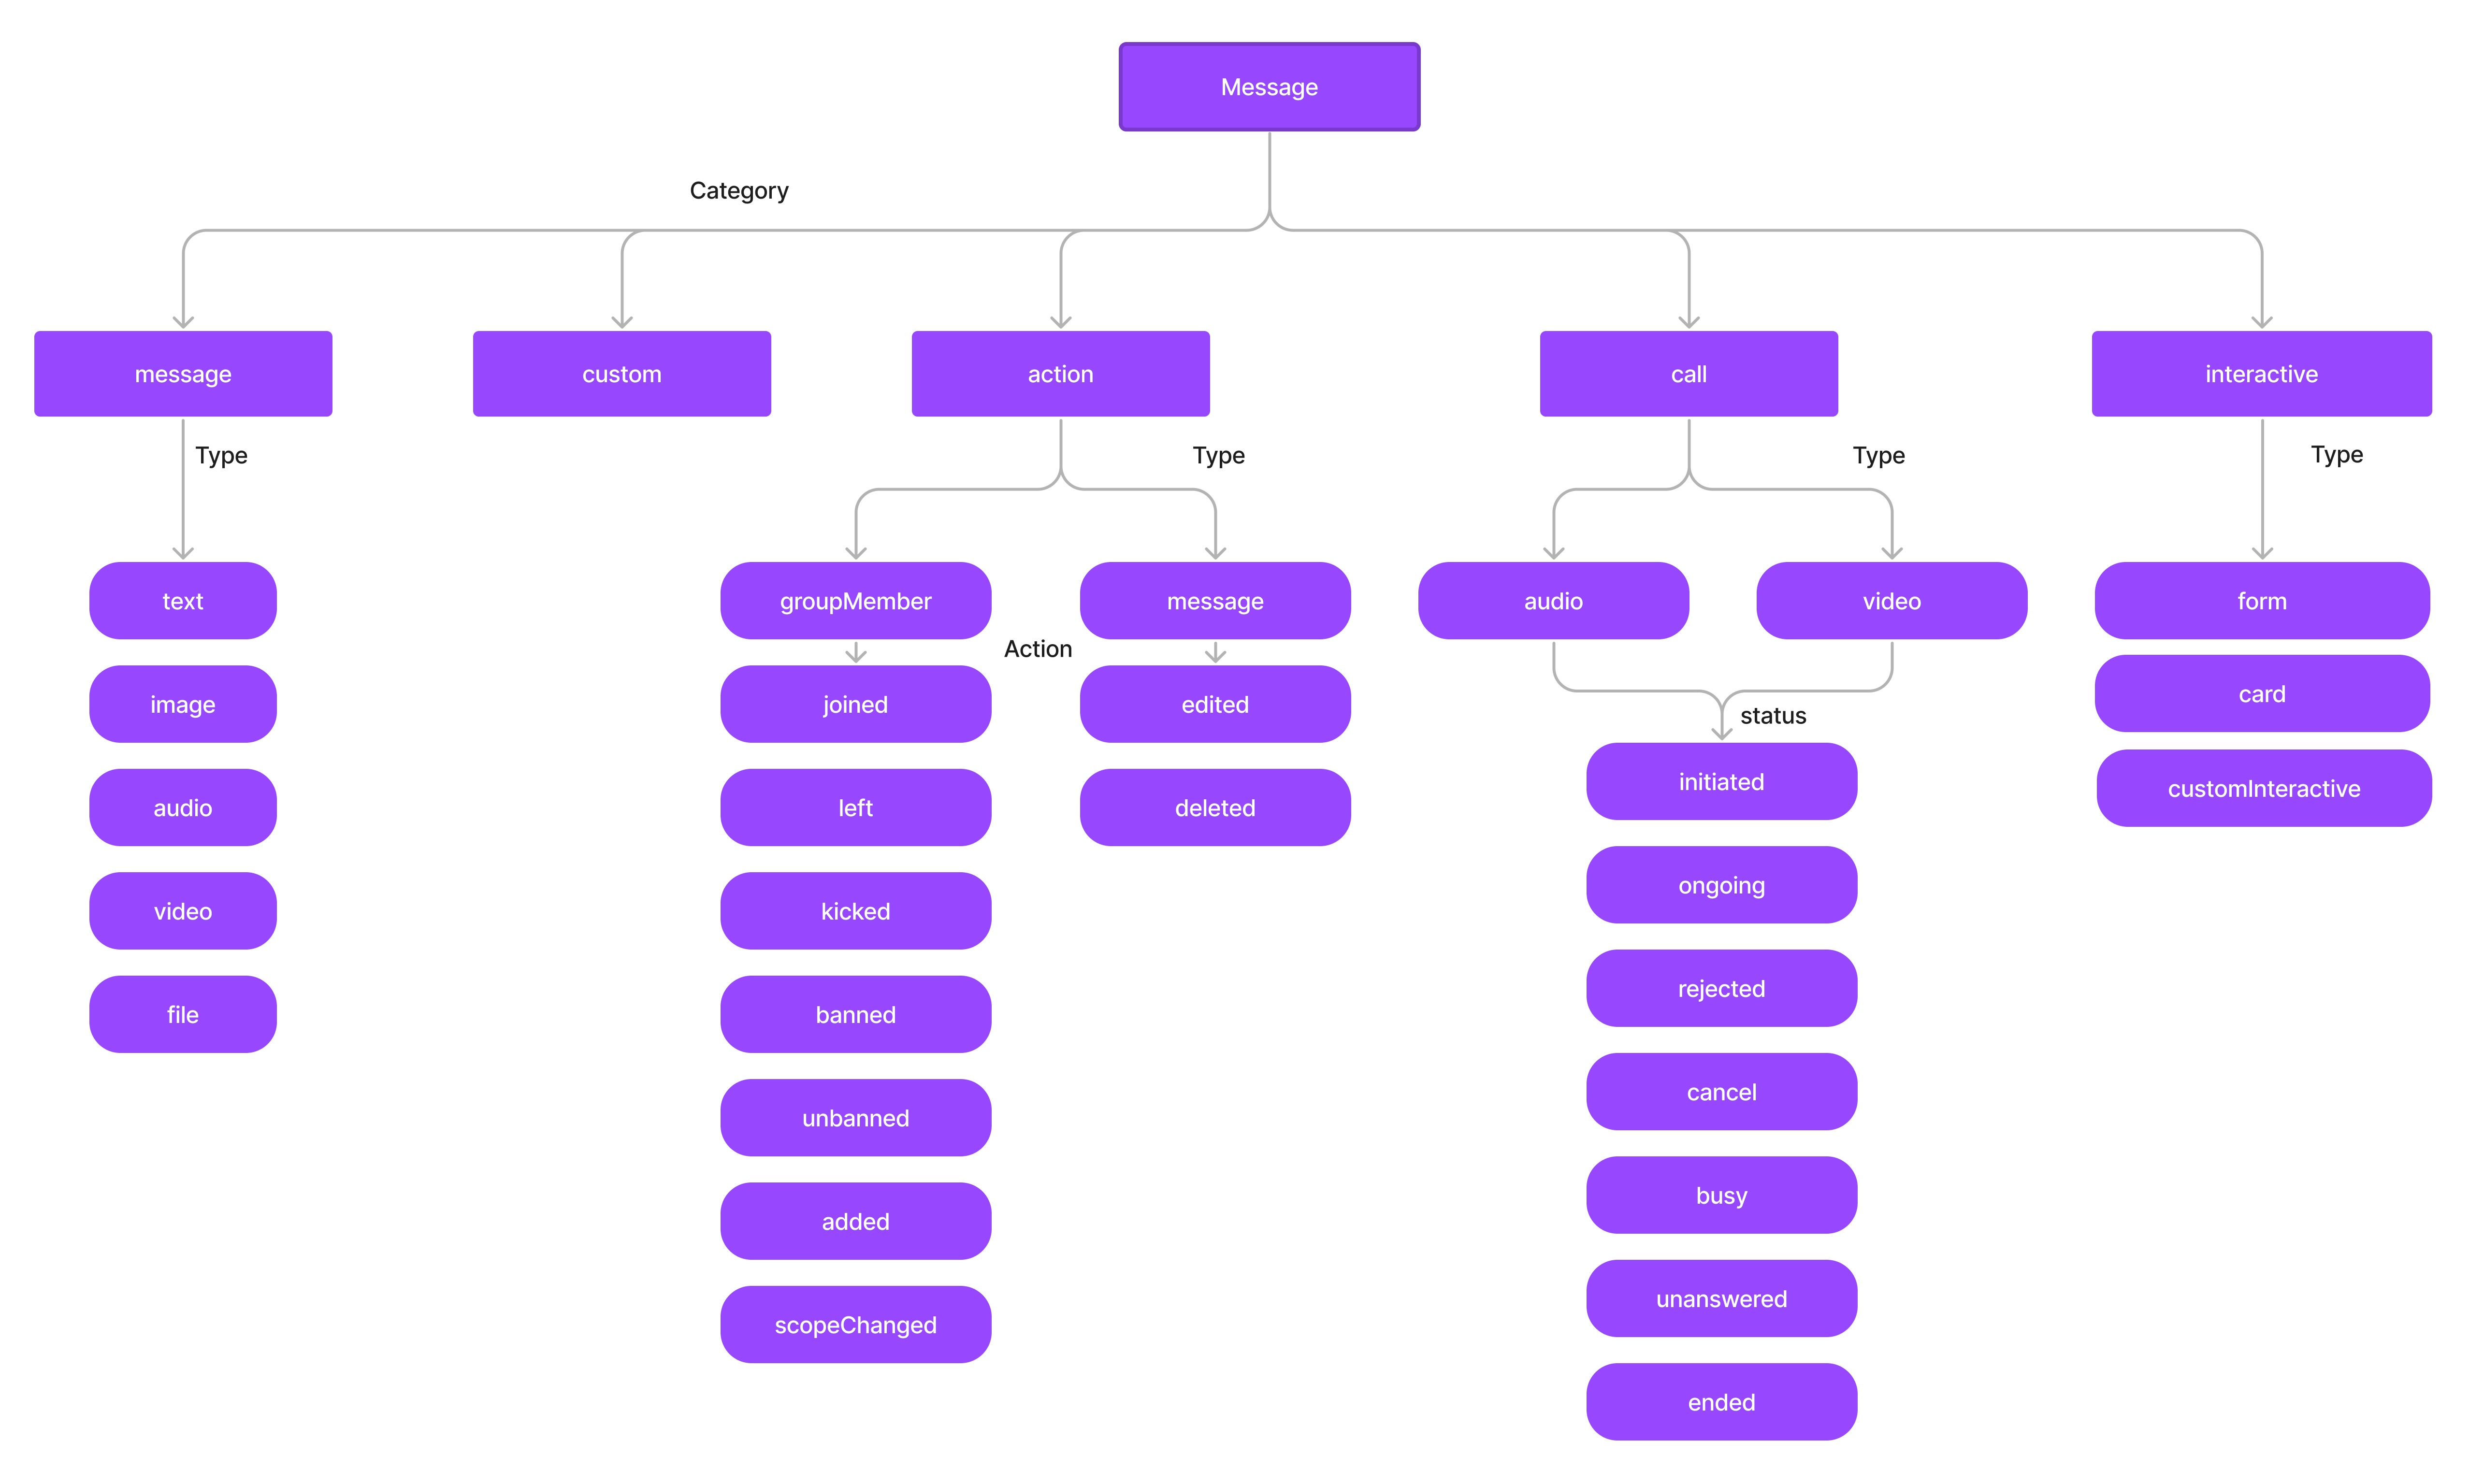 Message
Category
message
custom
action
call
interactive
Type
Type
Type
Type
text
image
audio
video
file
groupMember
message
Action
joined
left
kicked
banned
unbanned
added
scopeChanged
edited
deleted
audio
video
status
initiated
ongoing
rejected
cancel
busy
unanswered
ended
form
card
customInteractive